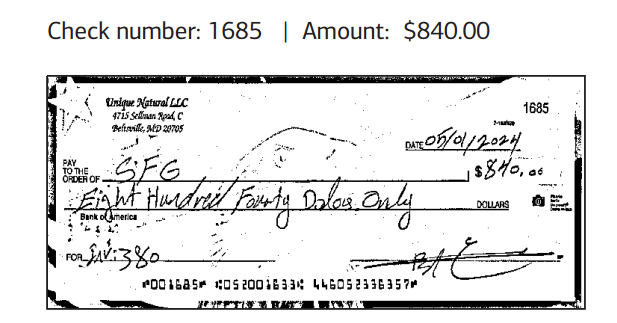 Check number: 1685 | Amount: $840.00
Unique Natural LLC
4715 Sellman Road, C
Beltsville, MD 20705
1685
DATE 05/01/2024
PAY
TO THE
ORDER OF SFG $840.00
Eight Hundred Fourty Dolos Only DOLLARS
Bank of America
FOR INV: 380
⑈001685⑈ ⑆052001633⑆ 446052336357⑈